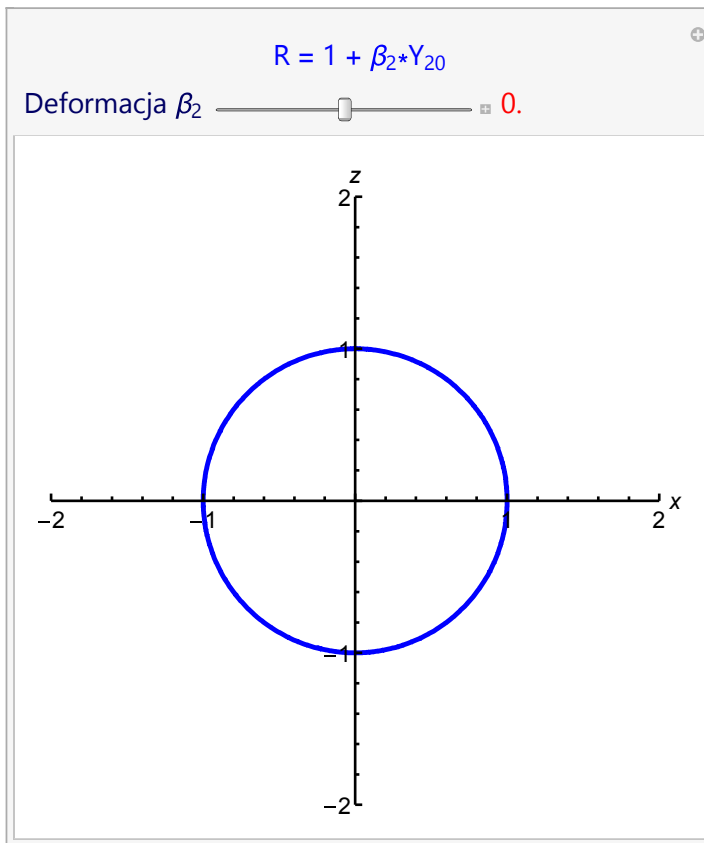 R = 1 + β₂*Y₂₀
Deformacja β₂ 0.
z
2
1
−2 −1 1 2 x
−1
−2